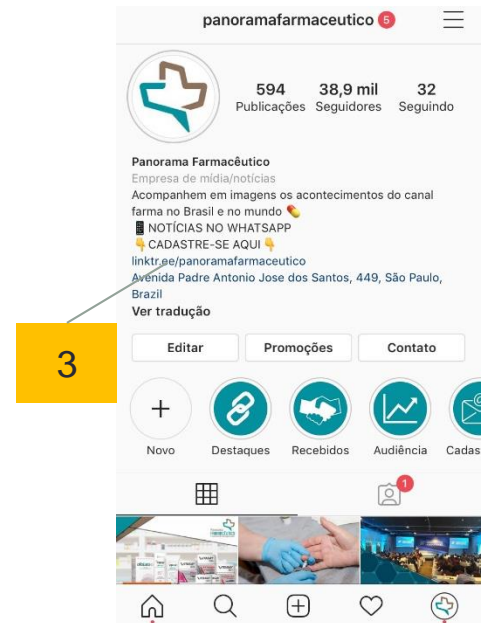 panoramafarmaceutico 5
594 38,9 mil 32
Publicações Seguidores Seguindo
Panorama Farmacêutico
Empresa de mídia/notícias
Acompanhem em imagens os acontecimentos do canal
farma no Brasil e no mundo 💊
📱 NOTÍCIAS NO WHATSAPP
👇 CADASTRE-SE AQUI 👇
linktr.ee/panoramafarmaceutico
Avenida Padre Antonio Jose dos Santos, 449, São Paulo,
Brazil
Ver tradução
3
Editar Promoções Contato
Novo Destaques Recebidos Audiência Cadas
1